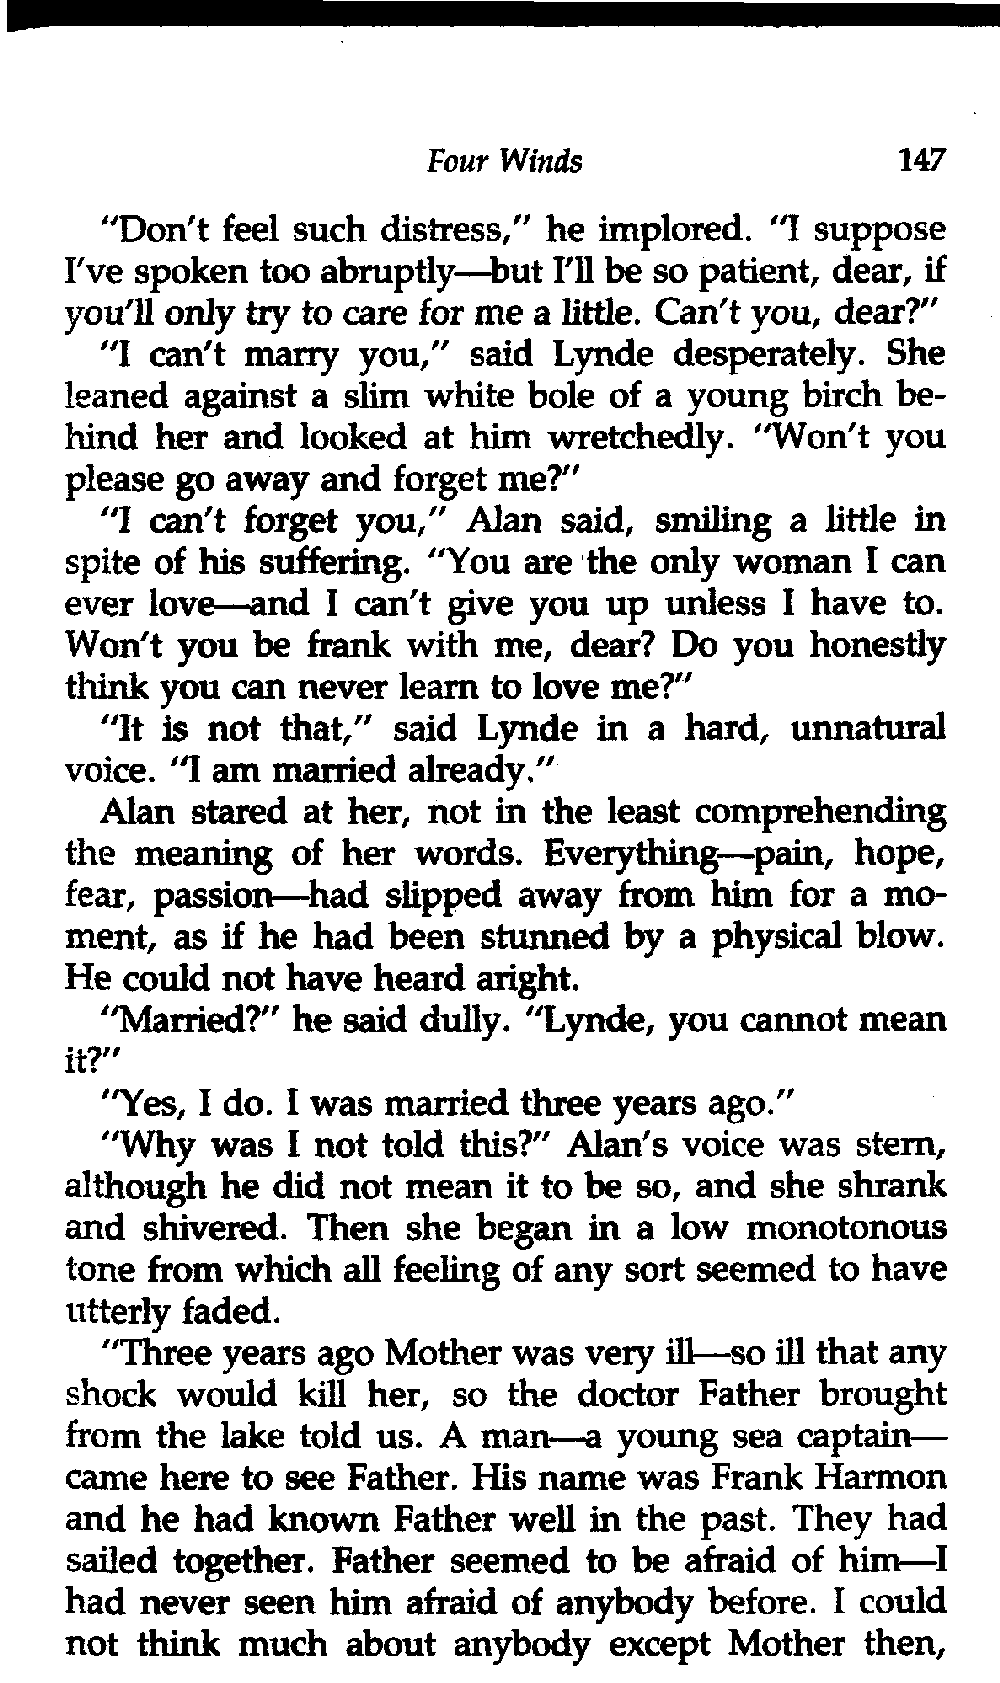 Four Winds 147
"Don't feel such distress," he implored. "I suppose
I've spoken too abruptly—but I'll be so patient, dear, if
you'll only try to care for me a little. Can't you, dear?"
"I can't marry you," said Lynde desperately. She
leaned against a slim white bole of a young birch be-
hind her and looked at him wretchedly. "Won't you
please go away and forget me?"
"I can't forget you," Alan said, smiling a little in
spite of his suffering. "You are the only woman I can
ever love—and I can't give you up unless I have to.
Won't you be frank with me, dear? Do you honestly
think you can never learn to love me?"
"It is not that," said Lynde in a hard, unnatural
voice. "I am married already."
Alan stared at her, not in the least comprehending
the meaning of her words. Everything—pain, hope,
fear, passion—had slipped away from him for a mo-
ment, as if he had been stunned by a physical blow.
He could not have heard aright.
"Married?" he said dully. "Lynde, you cannot mean
it?"
"Yes, I do. I was married three years ago."
"Why was I not told this?" Alan's voice was stern,
although he did not mean it to be so, and she shrank
and shivered. Then she began in a low monotonous
tone from which all feeling of any sort seemed to have
utterly faded.
"Three years ago Mother was very ill—so ill that any
shock would kill her, so the doctor Father brought
from the lake told us. A man—a young sea captain—
came here to see Father. His name was Frank Harmon
and he had known Father well in the past. They had
sailed together. Father seemed to be afraid of him—I
had never seen him afraid of anybody before. I could
not think much about anybody except Mother then,